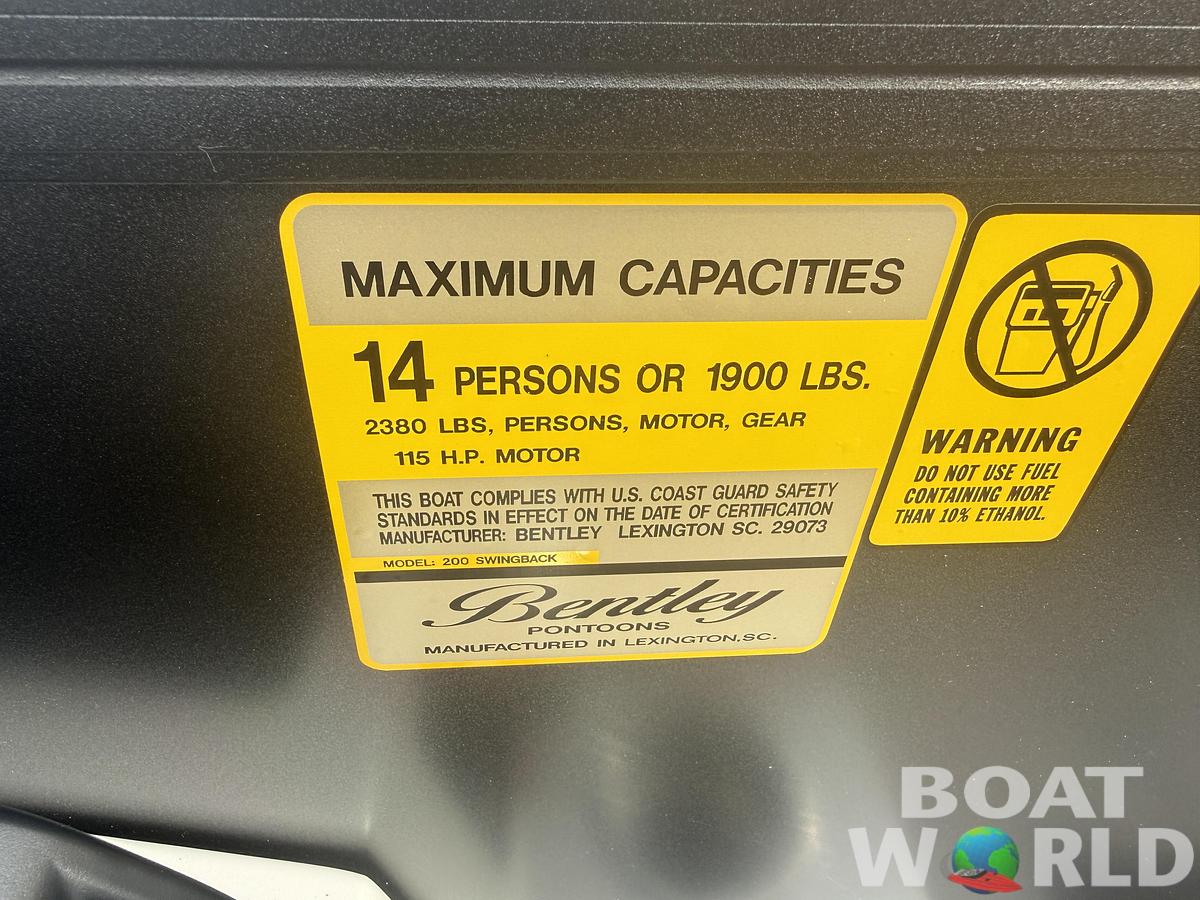 MAXIMUM CAPACITIES
14 PERSONS OR 1900 LBS.
2380 LBS, PERSONS, MOTOR, GEAR
115 H.P. MOTOR
THIS BOAT COMPLIES WITH U.S. COAST GUARD SAFETY
STANDARDS IN EFFECT ON THE DATE OF CERTIFICATION
MANUFACTURER: BENTLEY LEXINGTON SC. 29073
MODEL: 200 SWINGBACK
Bentley
PONTOONS
MANUFACTURED IN LEXINGTON, SC.
WARNING
DO NOT USE FUEL
CONTAINING MORE
THAN 10% ETHANOL.
BOAT
WORLD